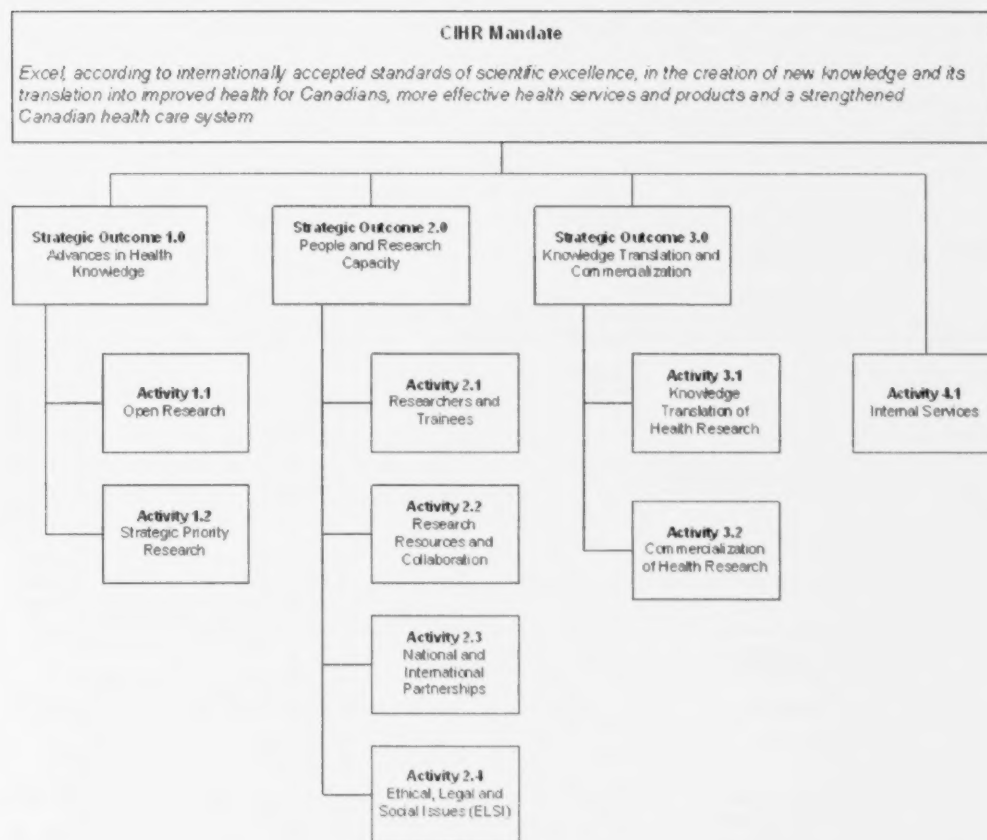 CIHR Mandate
Excel, according to internationally accepted standards of scientific excellence, in the creation of new knowledge and its
translation into improved health for Canadians, more effective health services and products and a strengthened
Canadian health care system
Strategic Outcome 1.0
Advances in Health
Knowledge
Strategic Outcome 2.0
People and Research
Capacity
Strategic Outcome 3.0
Knowledge Translation and
Commercialization
Activity 1.1
Open Research
Activity 2.1
Researchers and
Trainees
Activity 3.1
Knowledge
Translation of
Health Research
Activity 4.1
Internal Services
Activity 1.2
Strategic Priority
Research
Activity 2.2
Research
Resources and
Collaboration
Activity 3.2
Commercialization
of Health Research
Activity 2.3
National and
International
Partnerships
Activity 2.4
Ethical, Legal and
Social Issues (ELSI)